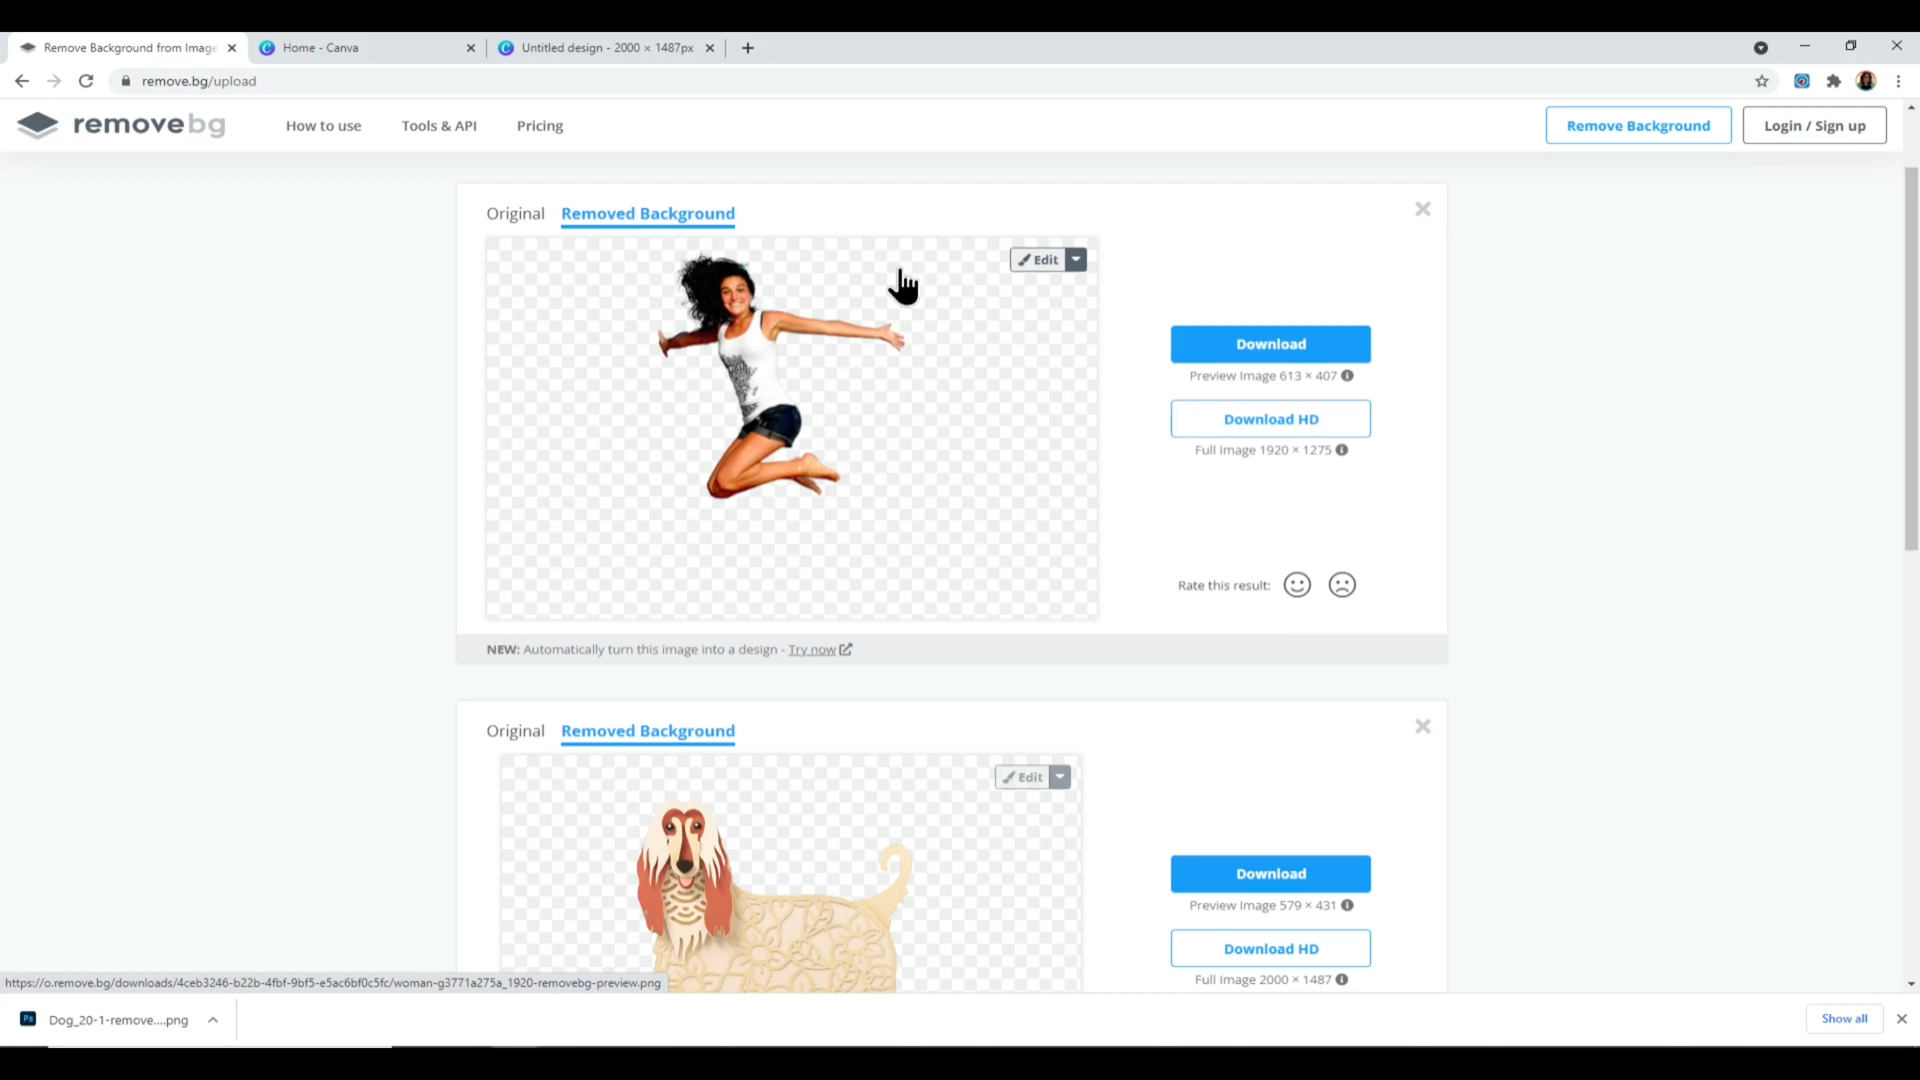 Remove Background from Image
Home - Canva
Untitled design - 2000 × 1487px
remove.bg/upload
removebg
How to use
Tools & API
Pricing
Remove Background
Login / Sign up
Original
Removed Background
Edit
Download
Preview Image 613 × 407
Download HD
Full Image 1920 × 1275
Rate this result:
NEW: Automatically turn this image into a design - Try now
Original
Removed Background
Edit
Download
Preview Image 579 × 431
Download HD
Full Image 2000 × 1487
https://o.remove.bg/downloads/4ceb3246-b22b-4fbf-9bf5-e5ac6bf0c5fc/woman-g3771a275a_1920-removebg-preview.png
Ps
Dog_20-1-remove....png
Show all